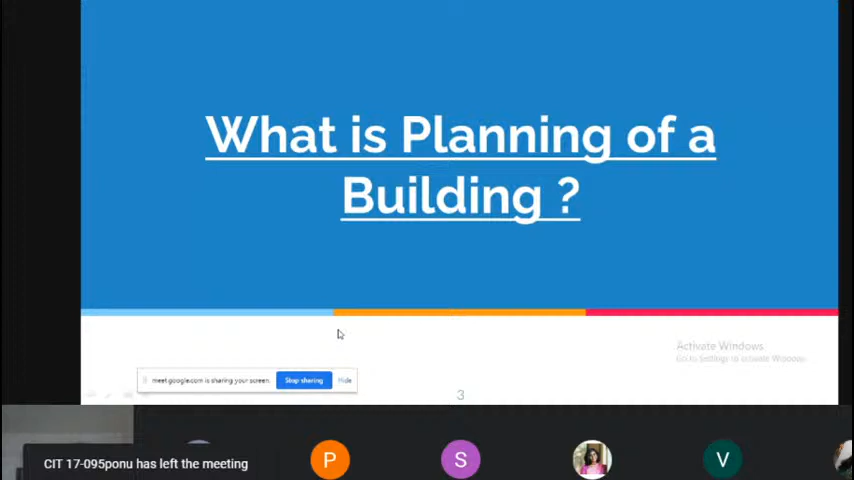 What is Planning of a
Building ?
Activate Windows
Go to Settings to activate Windows.
meet.google.com is sharing your screen.
Stop sharing
Hide
3
CIT 17-095ponu has left the meeting
P
S
V